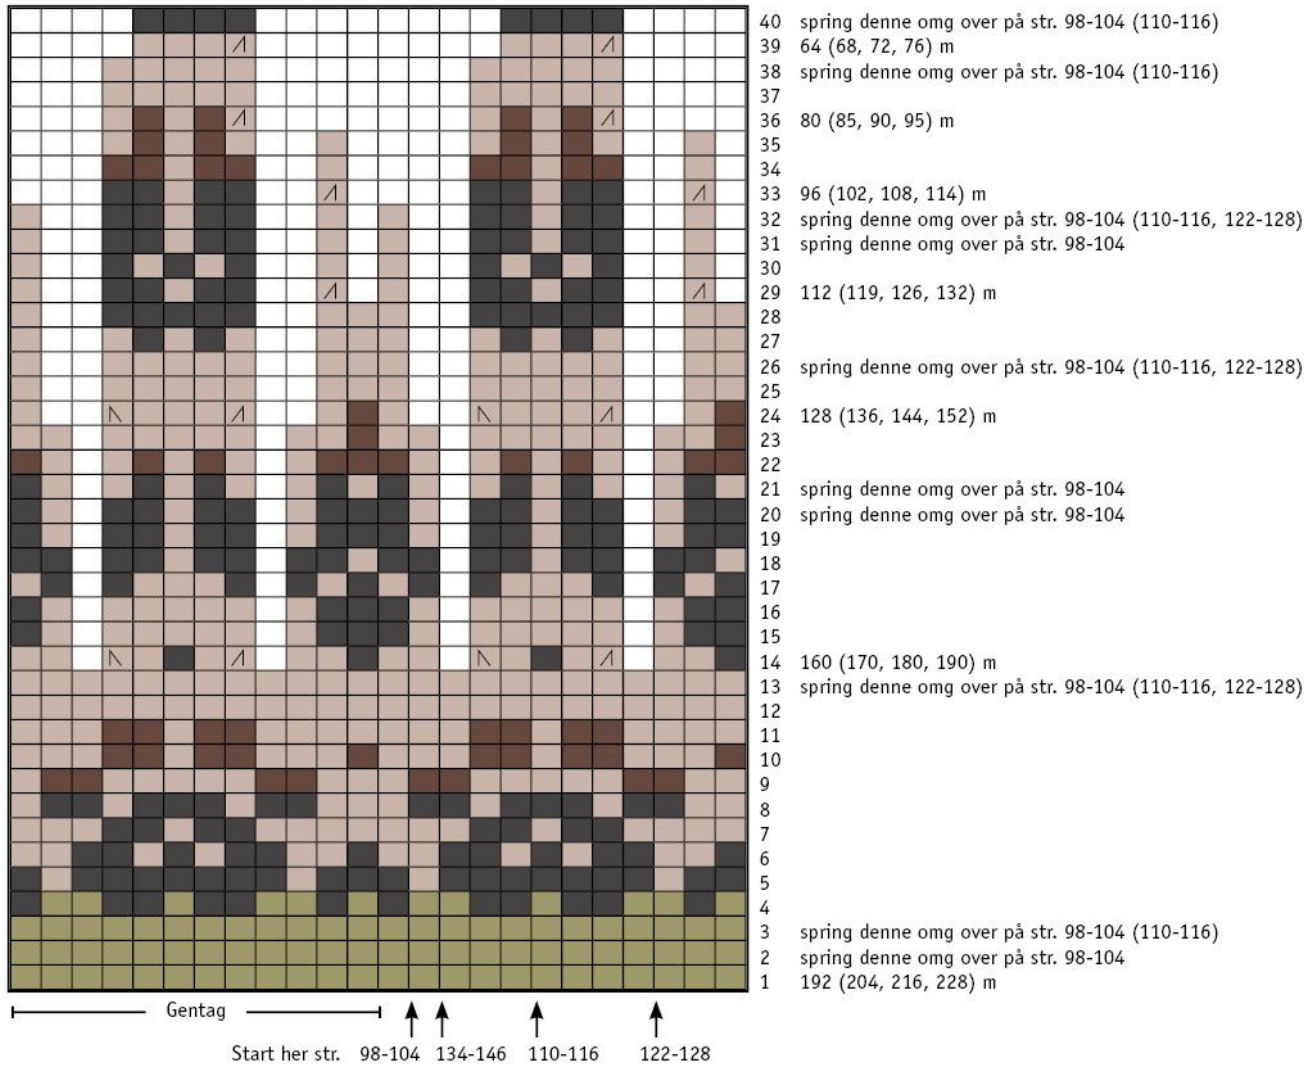 40 spring denne omg over på str. 98-104 (110-116)
39 64 (68, 72, 76) m
38 spring denne omg over på str. 98-104 (110-116)
37
36 80 (85, 90, 95) m
35
34
33 96 (102, 108, 114) m
32 spring denne omg over på str. 98-104 (110-116, 122-128)
31 spring denne omg over på str. 98-104
30
29 112 (119, 126, 132) m
28
27
26 spring denne omg over på str. 98-104 (110-116, 122-128)
25
24 128 (136, 144, 152) m
23
22
21 spring denne omg over på str. 98-104
20 spring denne omg over på str. 98-104
19
18
17
16
15
14 160 (170, 180, 190) m
13 spring denne omg over på str. 98-104 (110-116, 122-128)
12
11
10
9
8
7
6
5
4
3 spring denne omg over på str. 98-104 (110-116)
2 spring denne omg over på str. 98-104
1 192 (204, 216, 228) m
Gentag
Start her str. 98-104 134-146 110-116 122-128